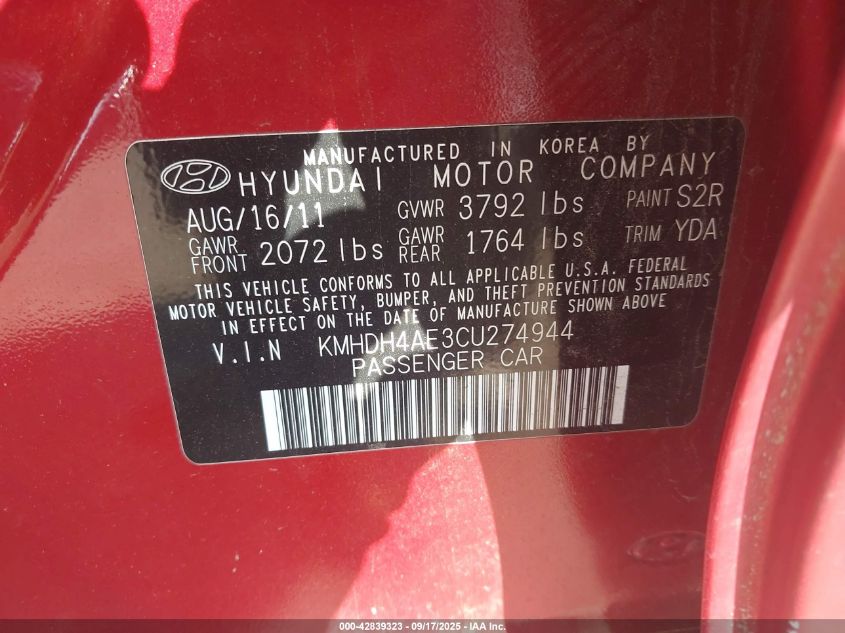 MANUFACTURED IN KOREA BY
HYUNDAI MOTOR COMPANY
AUG/16/11 GVWR 3792 lbs PAINT S2R
GAWR FRONT 2072 lbs GAWR REAR 1764 lbs TRIM YDA
THIS VEHICLE CONFORMS TO ALL APPLICABLE U.S.A. FEDERAL
MOTOR VEHICLE SAFETY, BUMPER, AND THEFT PREVENTION STANDARDS
IN EFFECT ON THE DATE OF MANUFACTURE SHOWN ABOVE
V.I.N KMHDH4AE3CU274944
PASSENGER CAR
000-42839323 - 09/17/2025 - IAA Inc.